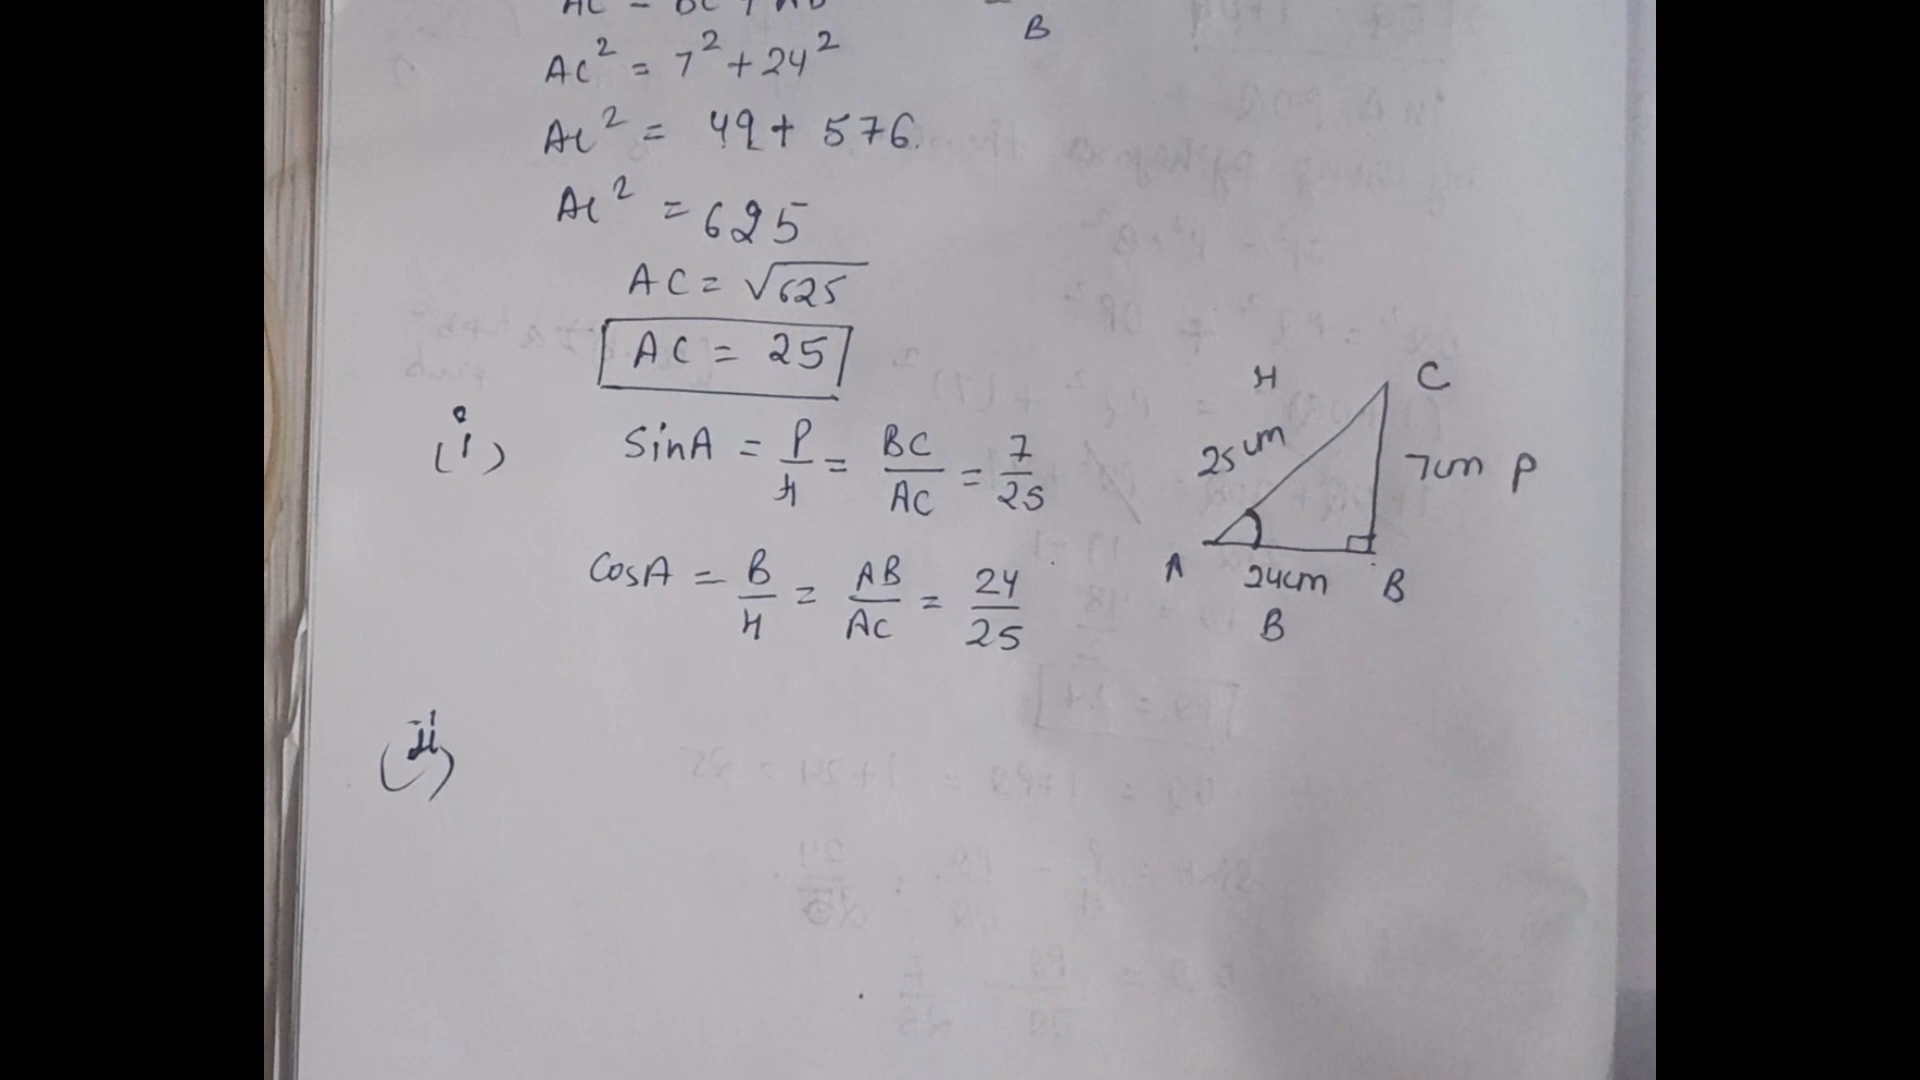 B
AC² = 7² + 24²
AC² = 49 + 576
AC² = 625
AC = √625
AC = 25
(i) SinA = P/H = BC/AC = 7/25
CosA = B/H = AB/AC = 24/25
H C
25cm 7cm P
A 24cm B
B
(ii)